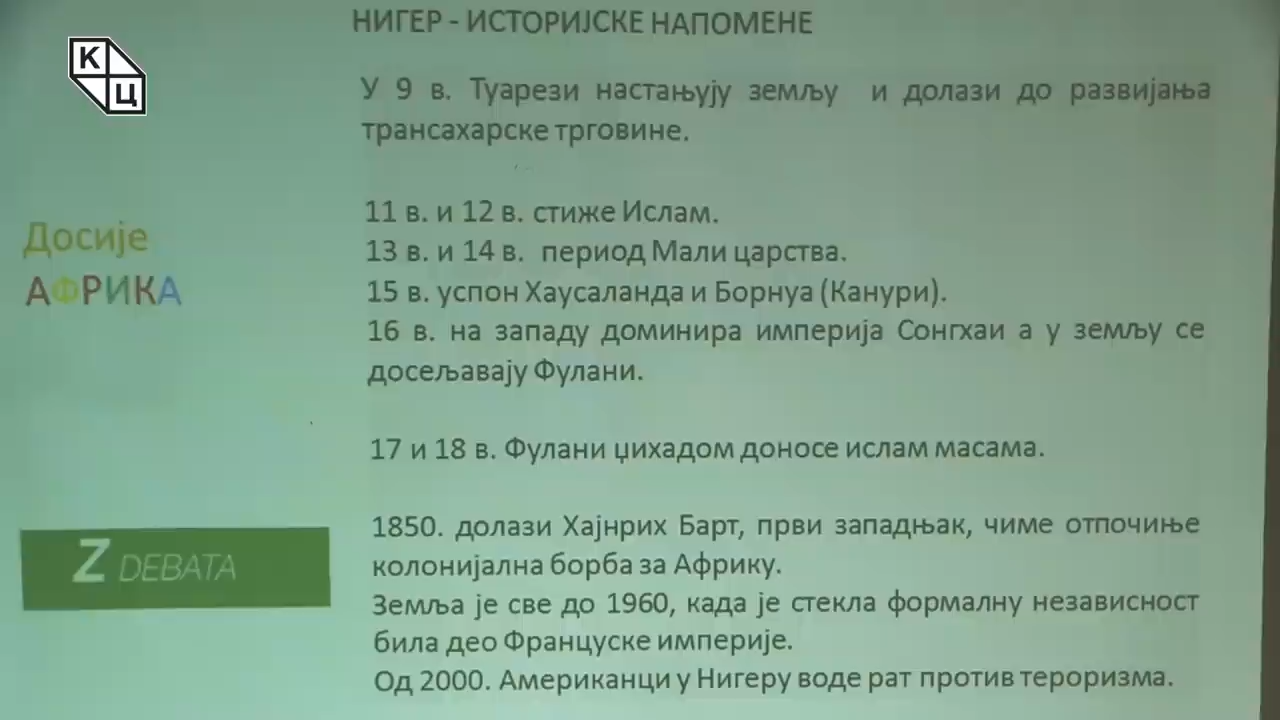 К
Ц
НИГЕР - ИСТОРИЈСКЕ НАПОМЕНЕ
У 9 в. Туарези настањују земљу и долази до развијања
трансахарске трговине.
11 в. и 12 в. стиже Ислам.
13 в. и 14 в. период Мали царства.
15 в. успон Хаусаланда и Борнуа (Канури).
16 в. на западу доминира империја Сонгхаи а у земљу се
досељавају Фулани.
17 и 18 в. Фулани џихадом доносе ислам масама.
1850. долази Хајнрих Барт, први западњак, чиме отпочиње
колонијална борба за Африку.
Земља је све до 1960, када је стекла формалну независност
била део Француске империје.
Од 2000. Американци у Нигеру воде рат против тероризма.
Досије
АФРИКА
Z DEBATA